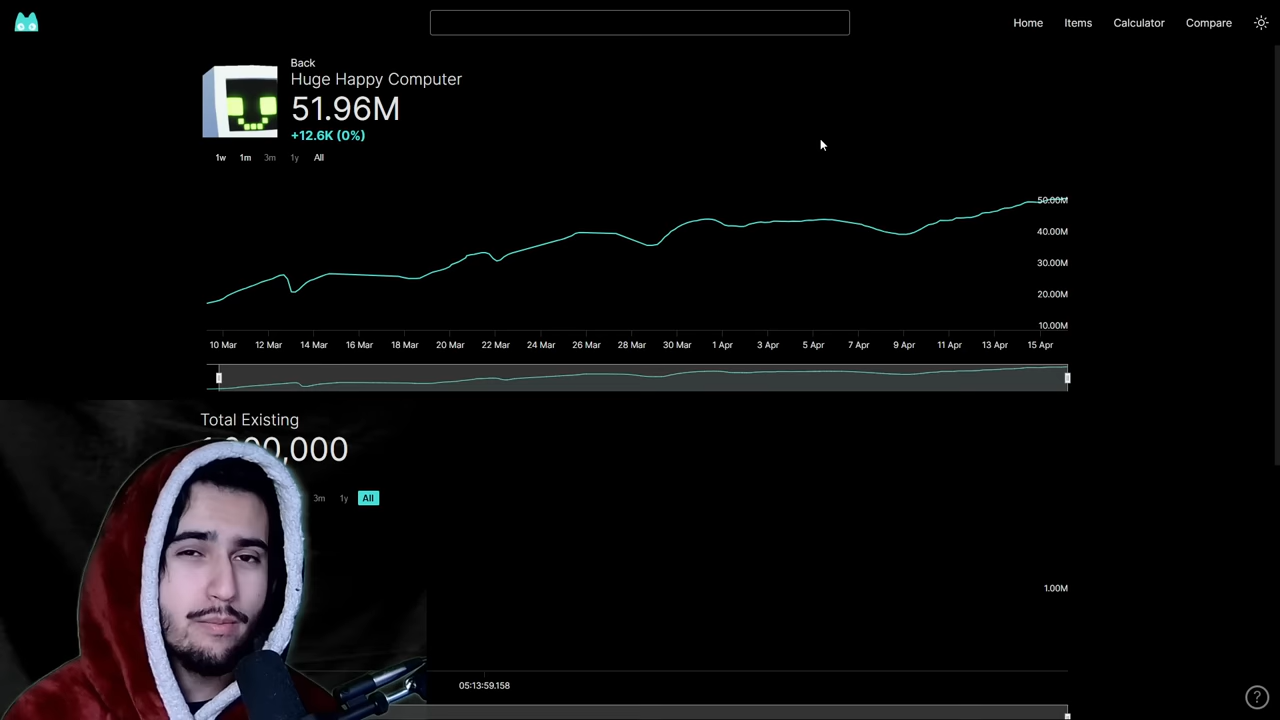 Home Items Calculator Compare
Back
Huge Happy Computer
51.96M
+12.6K (0%)
1w 1m 3m 1y All
50.00M
40.00M
30.00M
20.00M
10.00M
10 Mar 12 Mar 14 Mar 16 Mar 18 Mar 20 Mar 22 Mar 24 Mar 26 Mar 28 Mar 30 Mar 1 Apr 3 Apr 5 Apr 7 Apr 9 Apr 11 Apr 13 Apr 15 Apr
Total Existing
3m 1y All
1.00M
05:13:59.158
?